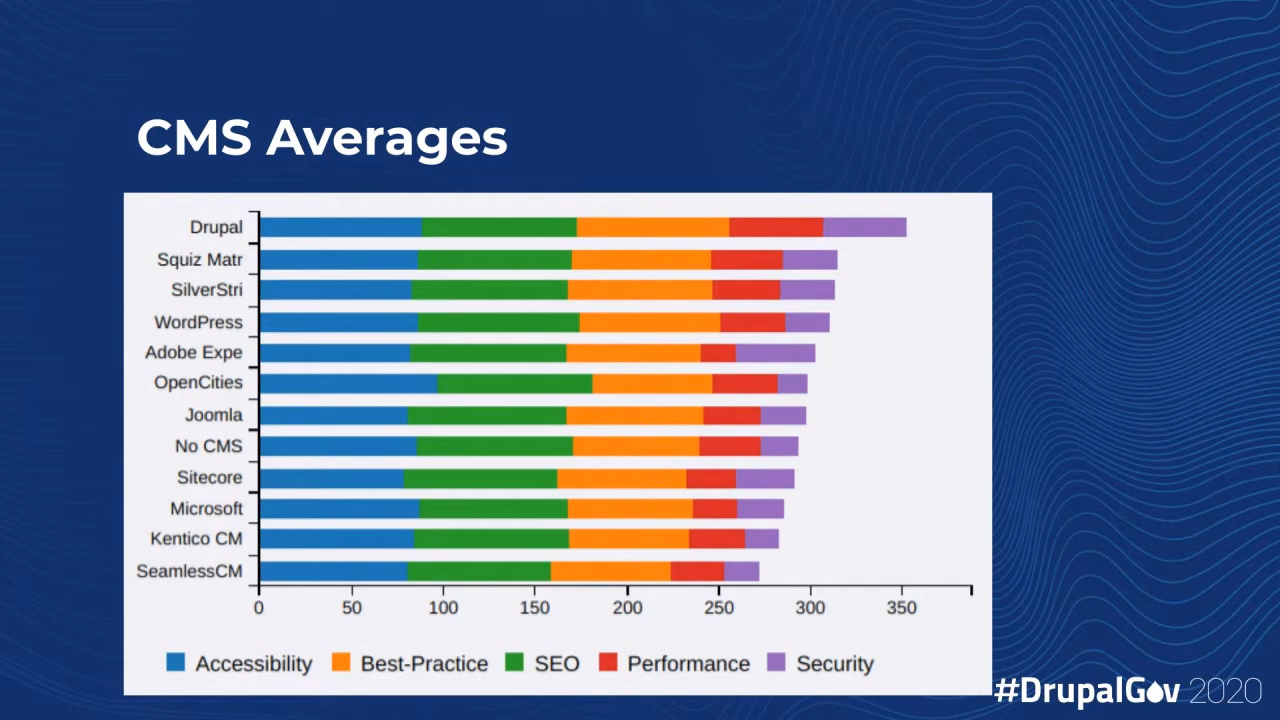 CMS Averages
Drupal
Squiz Matr
SilverStri
WordPress
Adobe Expe
OpenCities
Joomla
No CMS
Sitecore
Microsoft
Kentico CM
SeamlessCM
0 50 100 150 200 250 300 350
Accessibility Best-Practice SEO Performance Security
#DrupalGov 2020